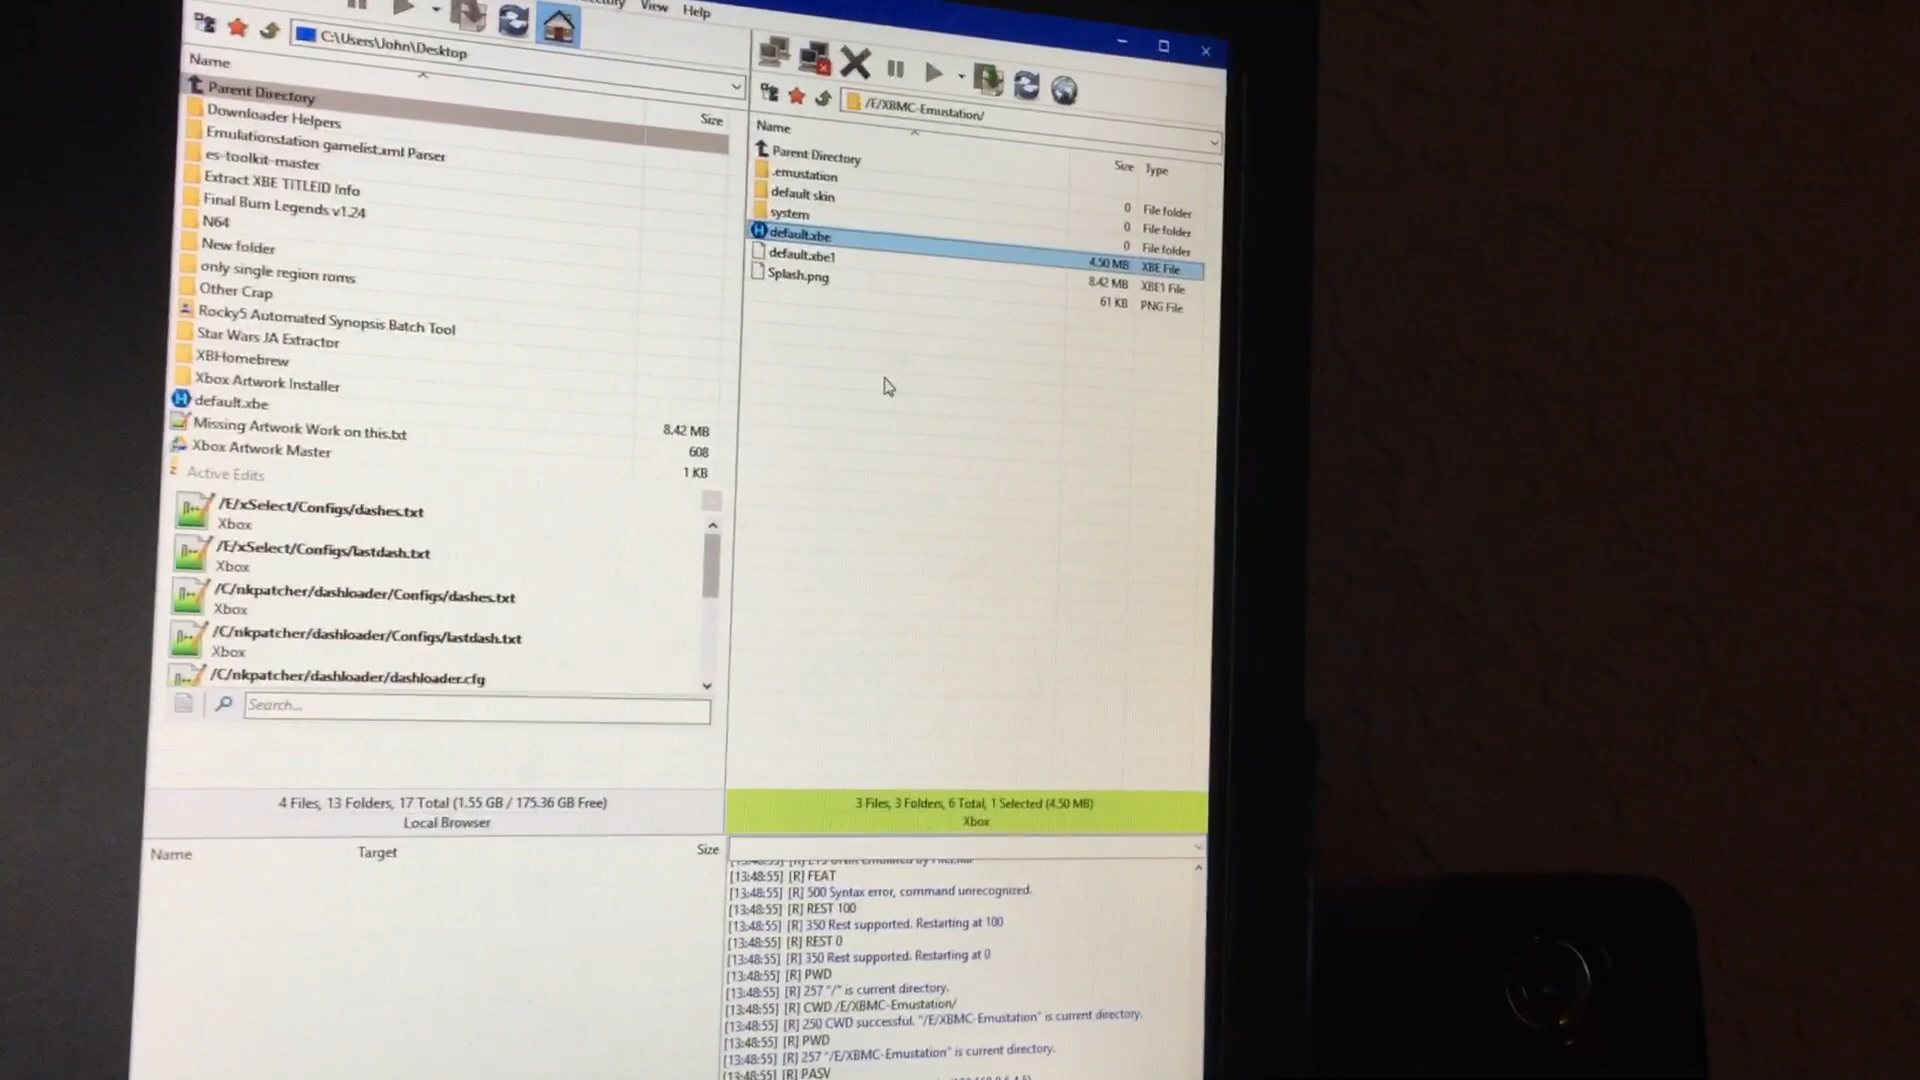 View Help
C:\Users\John\Desktop
Name
Size
Parent Directory
Downloader Helpers
Emulationstation gamelist.xml Parser
es-toolkit-master
Extract XBE TITLEID Info
Final Burn Legends v1.24
N64
New folder
only single region roms
Other Crap
Rocky5 Automated Synopsis Batch Tool
Star Wars JA Extractor
XBHomebrew
Xbox Artwork Installer
default.xbe
8.42 MB
Missing Artwork Work on this.txt
608
Xbox Artwork Master
1 KB
Active Edits
/E/xSelect/Configs/dashes.txt
Xbox
/E/xSelect/Configs/lastdash.txt
Xbox
/C/nkpatcher/dashloader/Configs/dashes.txt
Xbox
/C/nkpatcher/dashloader/Configs/lastdash.txt
Xbox
/C/nkpatcher/dashloader/dashloader.cfg
Search...
4 Files, 13 Folders, 17 Total (1.55 GB / 175.36 GB Free)
Local Browser
Name Target Size
/E/XBMC-Emustation/
Name Size Type
Parent Directory
.emustation 0 File folder
default skin 0 File folder
system 0 File folder
default.xbe 4.50 MB XBE File
default.xbe1 8.42 MB XBE1 File
Splash.png 61 KB PNG File
3 Files, 3 Folders, 6 Total, 1 Selected (4.50 MB)
Xbox
[13:48:55] [R] FEAT
[13:48:55] [R] 500 Syntax error, command unrecognized.
[13:48:55] [R] REST 100
[13:48:55] [R] 350 Rest supported. Restarting at 100
[13:48:55] [R] REST 0
[13:48:55] [R] 350 Rest supported. Restarting at 0
[13:48:55] [R] PWD
[13:48:55] [R] 257 "/" is current directory.
[13:48:55] [R] CWD /E/XBMC-Emustation/
[13:48:55] [R] 250 CWD successful. "/E/XBMC-Emustation" is current directory.
[13:48:55] [R] PWD
[13:48:55] [R] 257 "/E/XBMC-Emustation" is current directory.
[13:48:55] [R] PASV